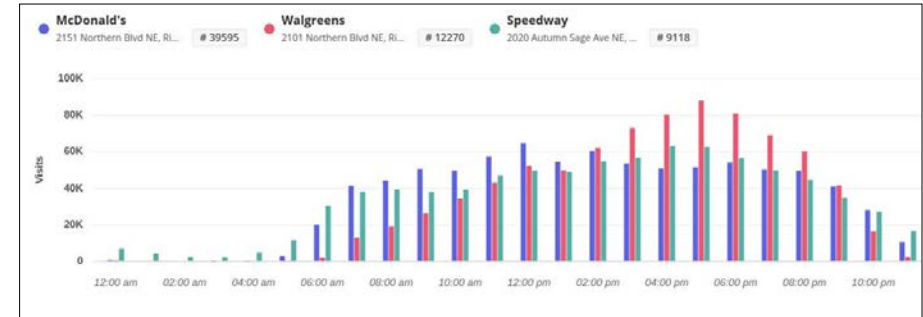 McDonald's
2151 Northern Blvd NE, Ri...
# 39595
Walgreens
2101 Northern Blvd NE, Ri...
# 12270
Speedway
2020 Autumn Sage Ave NE, ...
# 9118
Visits
100K
80K
60K
40K
20K
0
12:00 am 02:00 am 04:00 am 06:00 am 08:00 am 10:00 am 12:00 pm 02:00 pm 04:00 pm 06:00 pm 08:00 pm 10:00 pm